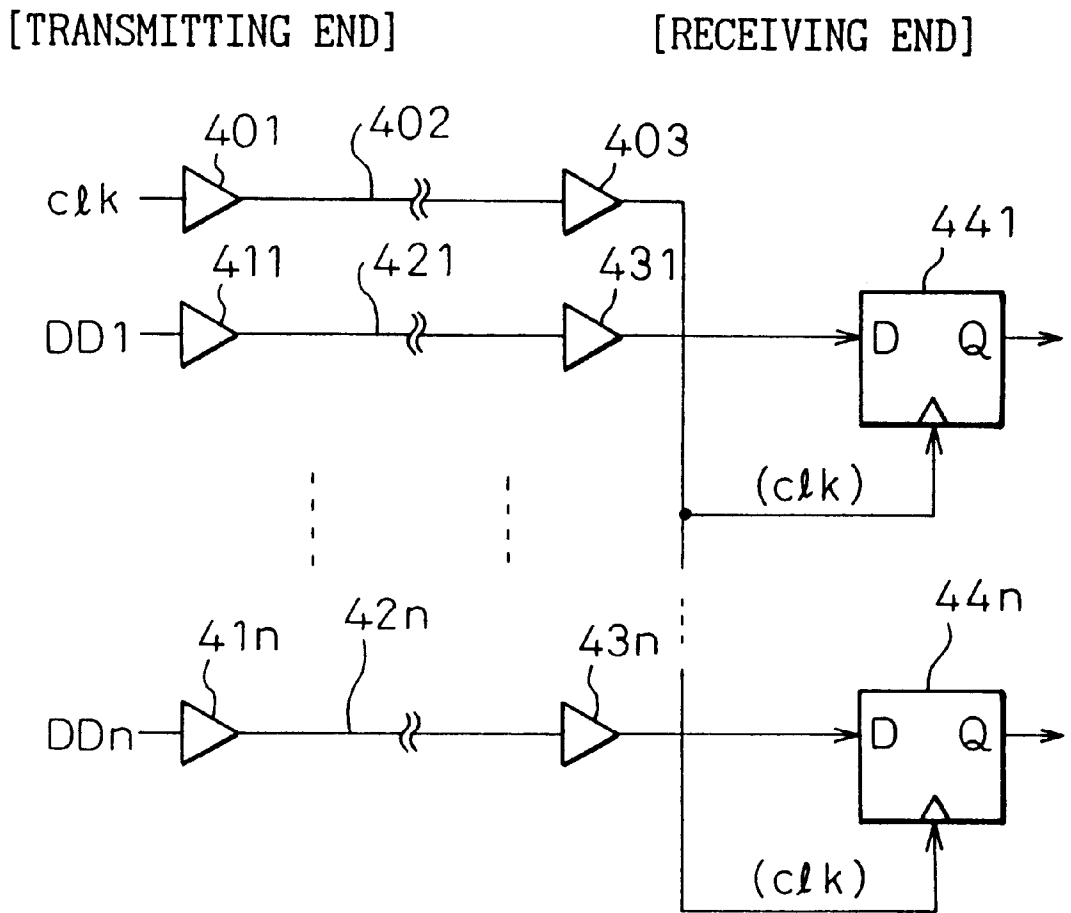 [TRANSMITTING END]
[RECEIVING END]
401
402
403
clk
411
421
431
441
DD1
D
Q
(clk)
41n
42n
43n
44n
DDn
D
Q
(clk)